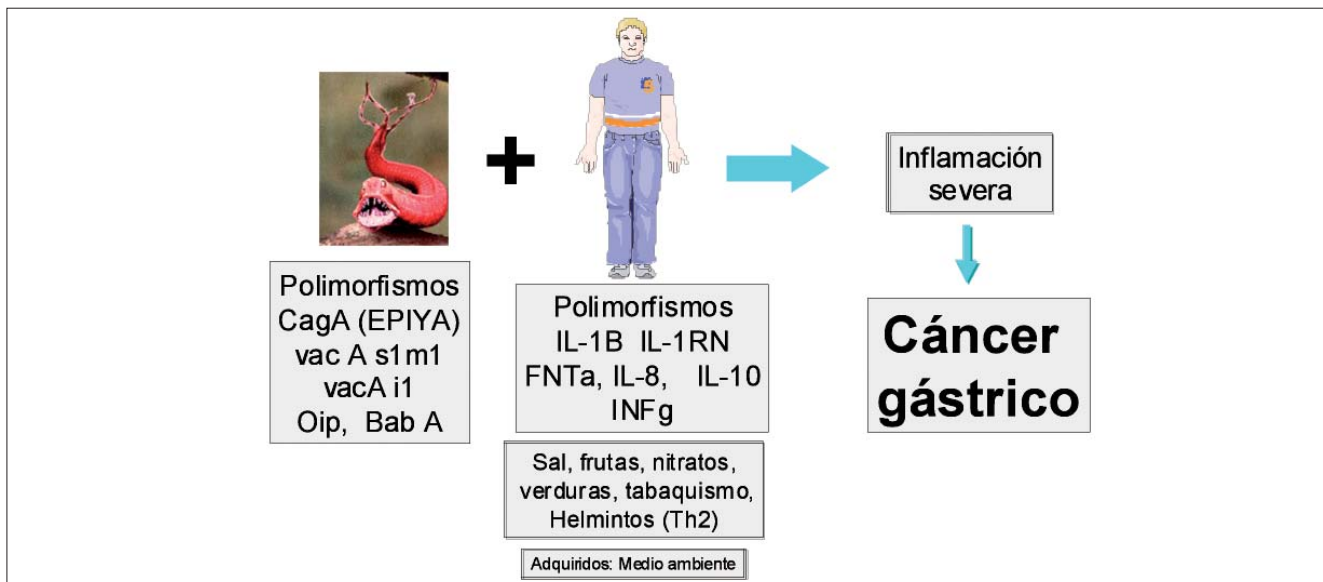 Polimorfismos
CagA (EPIYA)
vac A s1m1
vacA i1
Oip, Bab A
Polimorfismos
IL-1B IL-1RN
FNTa, IL-8, IL-10
INFg
Sal, frutas, nitratos,
verduras, tabaquismo,
Helmintos (Th2)
Adquiridos: Medio ambiente
Inflamación
severa
Cáncer
gástrico